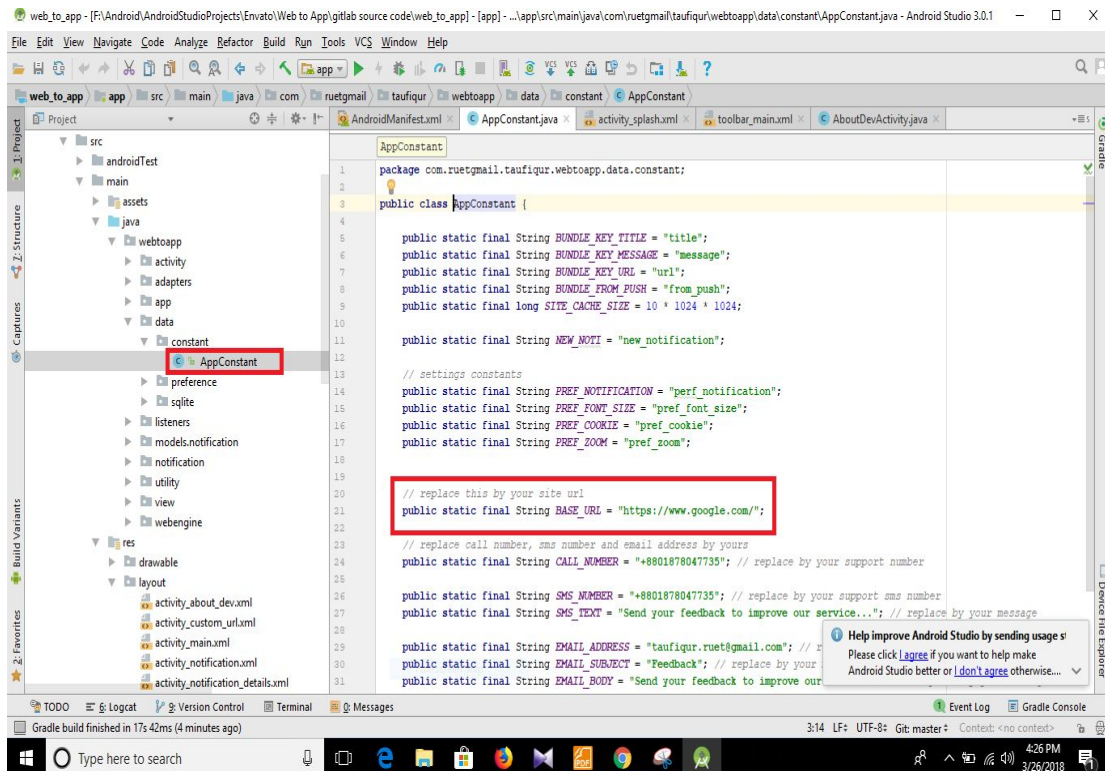 web_to_app - [F:\Android\AndroidStudioProjects\Envato\Web to App\gitlab source code\web_to_app] - [app] - ...\app\src\main\java\com\ruetgmail\taufiqur\webtoapp\data\constant\AppConstant.java - Android Studio 3.0.1
File Edit View Navigate Code Analyze Refactor Build Run Tools VCS Window Help
app
VCS VCS
web_to_app app src main java com ruetgmail taufiqur webtoapp data constant AppConstant
Project
AndroidManifest.xml AppConstant.java activity_splash.xml toolbar_main.xml AboutDevActivity.java
1: Project
7: Structure
Captures
Build Variants
2: Favorites
src
androidTest
main
assets
java
webtoapp
activity
adapters
app
data
constant
AppConstant
preference
sqlite
listeners
models.notification
notification
utility
view
webengine
res
drawable
layout
activity_about_dev.xml
activity_custom_url.xml
activity_main.xml
activity_notification.xml
activity_notification_details.xml
AppConstant
1 package com.ruetgmail.taufiqur.webtoapp.data.constant;
2
3 public class AppConstant {
4
5 public static final String BUNDLE_KEY_TITLE = "title";
6 public static final String BUNDLE_KEY_MESSAGE = "message";
7 public static final String BUNDLE_KEY_URL = "url";
8 public static final String BUNDLE_FROM_PUSH = "from_push";
9 public static final long SITE_CACHE_SIZE = 10 * 1024 * 1024;
10
11 public static final String NEW_NOTI = "new_notification";
12
13 // settings constants
14 public static final String PREF_NOTIFICATION = "perf_notification";
15 public static final String PREF_FONT_SIZE = "pref_font_size";
16 public static final String PREF_COOKIE = "pref_cookie";
17 public static final String PREF_ZOOM = "pref_zoom";
18
19
20 // replace this by your site url
21 public static final String BASE_URL = "https://www.google.com/";
22
23 // replace call number, sms number and email address by yours
24 public static final String CALL_NUMBER = "+8801878047735"; // replace by your support number
25
26 public static final String SMS_NUMBER = "+8801878047735"; // replace by your support sms number
27 public static final String SMS_TEXT = "Send your feedback to improve our service..."; // replace by your message
28
29 public static final String EMAIL_ADDRESS = "taufiqur.ruet@gmail.com"; // r
30 public static final String EMAIL_SUBJECT = "Feedback"; // replace by your
31 public static final String EMAIL_BODY = "Send your feedback to improve our
Gradle
Device File Explorer
Help improve Android Studio by sending usage st
Please click I agree if you want to help make
Android Studio better or I don't agree otherwise....
TODO 6: Logcat 9: Version Control Terminal 0: Messages 1 Event Log Gradle Console
Gradle build finished in 17s 42ms (4 minutes ago) 3:14 LF÷ UTF-8÷ Git: master÷ Context: <no context>
Type here to search
PDF
4:26 PM
3/26/2018
1